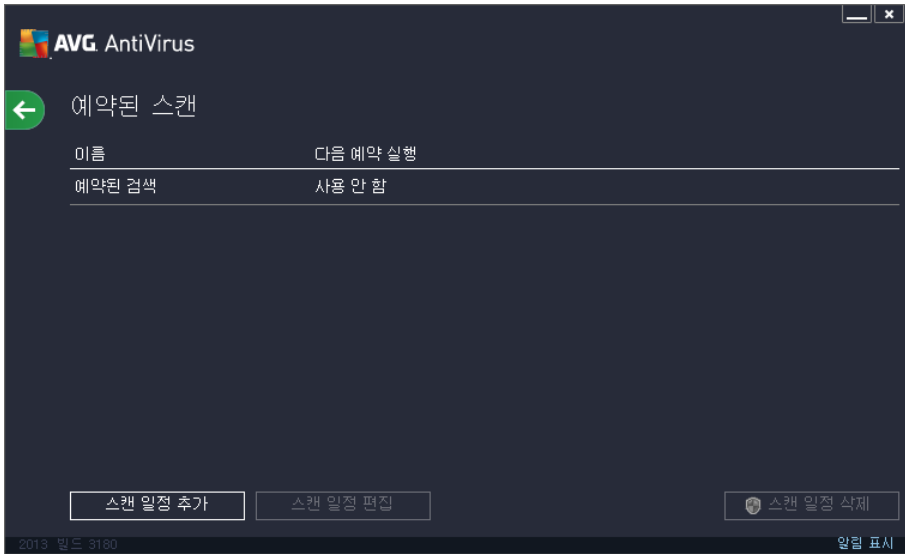 AVG. AntiVirus
예약된 스캔
이름 다음 예약 실행
예약된 검색 사용 안 함
스캔 일정 추가 스캔 일정 편집 스캔 일정 삭제
2013 빌드 3180 알림 표시